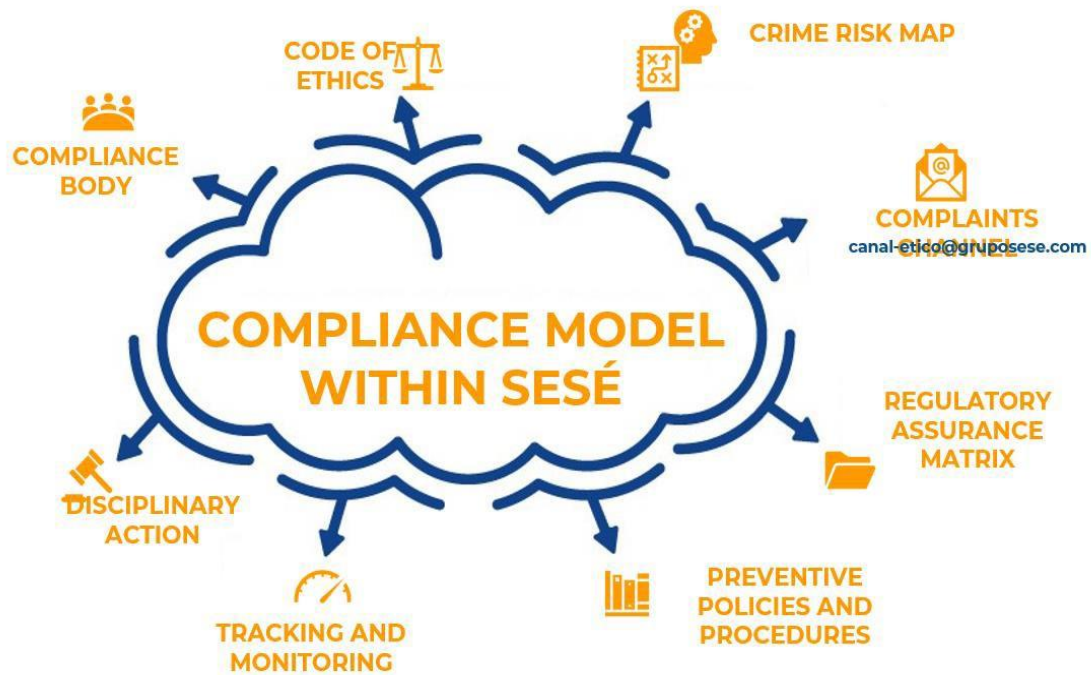 CODE OF
ETHICS
CRIME RISK MAP
COMPLIANCE
BODY
@
COMPLAINTS
CHANNEL
canal-etico@gruposese.com
COMPLIANCE MODEL
WITHIN SESÉ
REGULATORY
ASSURANCE
MATRIX
DISCIPLINARY
ACTION
TRACKING AND
MONITORING
PREVENTIVE
POLICIES AND
PROCEDURES